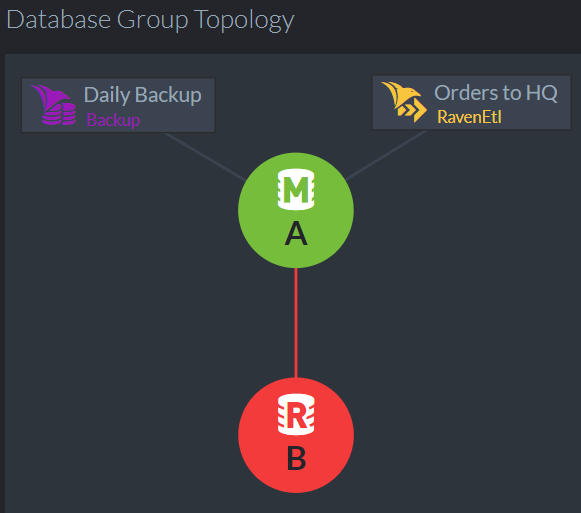 Database Group Topology
Daily Backup
Backup
Orders to HQ
RavenEtl
M
A
R
B